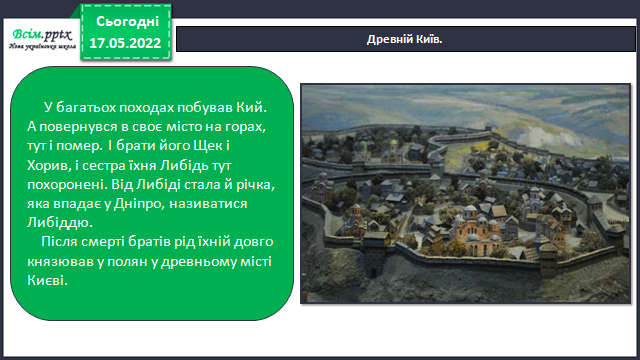 Всім.pptx
Нова українська школа
Сьогодні
17.05.2022
Древній Київ.
У багатьох походах побував Кий.
А повернувся в своє місто на горах,
тут і помер. І брати його Щек і
Хорив, і сестра їхня Либідь тут
похоронені. Від Либіді стала й річка,
яка впадає у Дніпро, називатися
Либіддю.
Після смерті братів рід їхній довго
князював у полян у древньому місті
Києві.